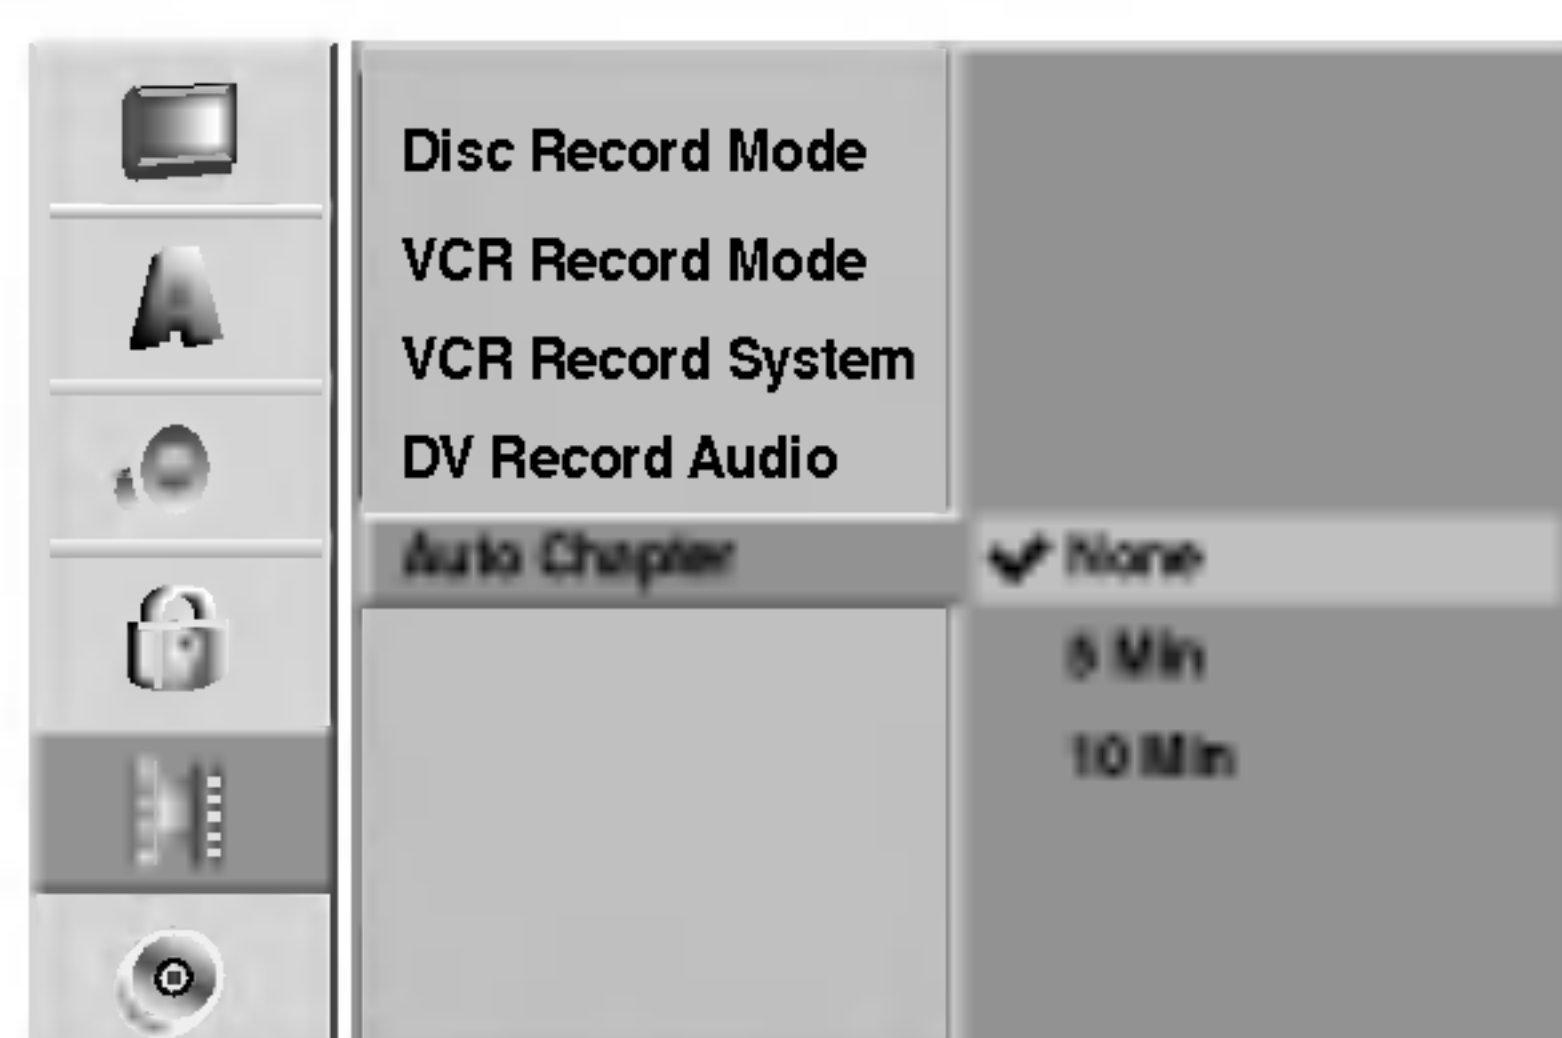 Disc Record Mode
VCR Record Mode
VCR Record System
DV Record Audio
Auto Chapter
None
5 Min
10 Min